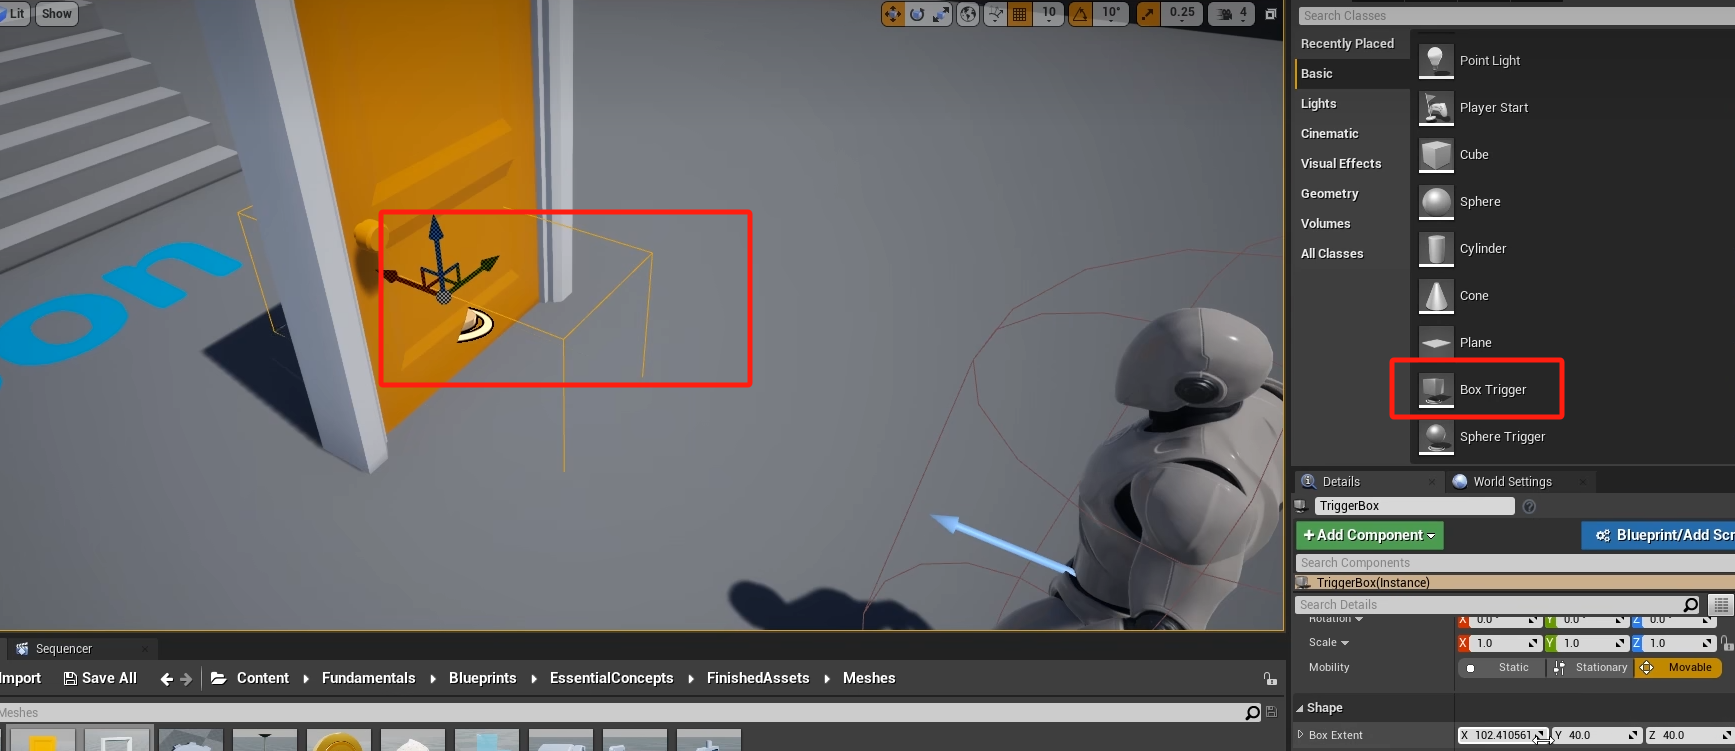 Lit Show 10 10° 0.25 4
Search Classes
Recently Placed
Basic
Lights
Cinematic
Visual Effects
Geometry
Volumes
All Classes
Point Light
Player Start
Cube
Sphere
Cylinder
Cone
Plane
Box Trigger
Sphere Trigger
on
Details World Settings
TriggerBox
+Add Component Blueprint/Add Scr
Search Components
TriggerBox(Instance)
Search Details
Rotation X 0.0° Y 0.0° Z 0.0°
Scale X 1.0 Y 1.0 Z 1.0
Mobility Static Stationary Movable
Shape
Box Extent X 102.410561 Y 40.0 Z 40.0
Sequencer
mport Save All Content Fundamentals Blueprints EssentialConcepts FinishedAssets Meshes
Meshes